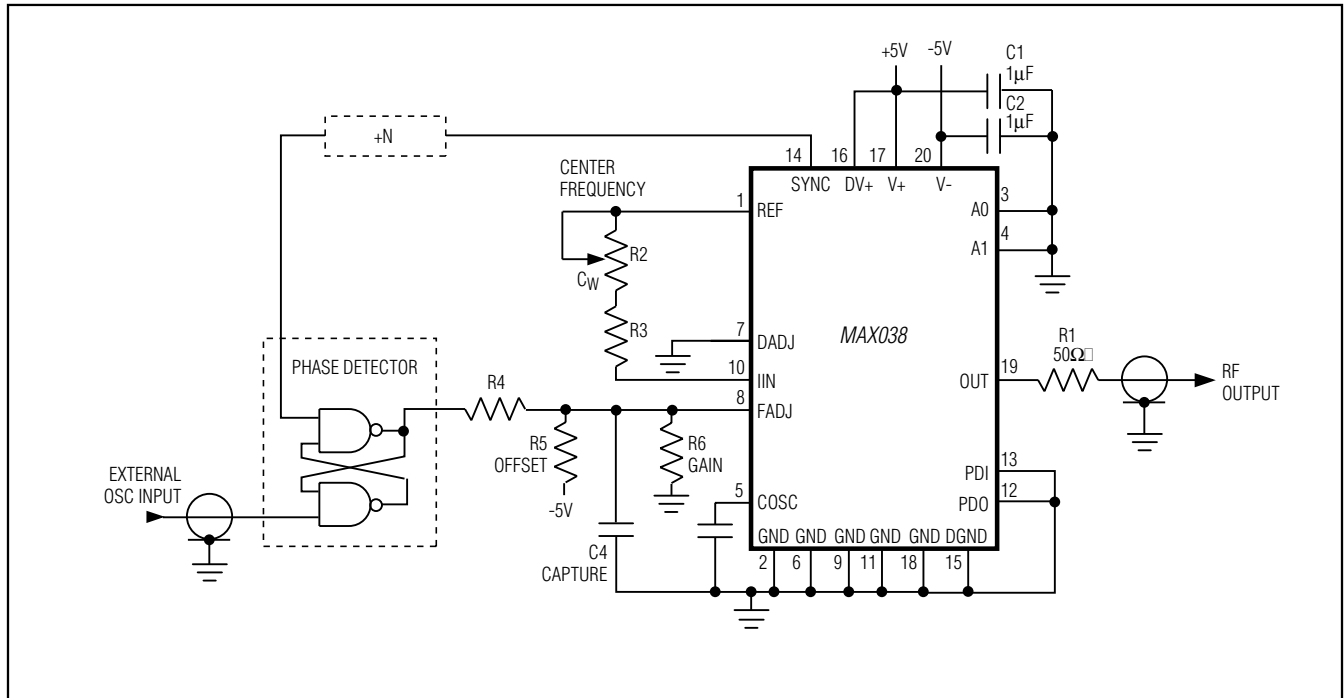 +5V
-5V
C1
1µF
C2
1µF
+N
14
16
17
20
SYNC
DV+
V+
V-
CENTER
FREQUENCY
1
REF
3
A0
4
A1
R2
CW
R3
7
DADJ
MAX038
10
IIN
8
FADJ
PHASE DETECTOR
R4
R5
OFFSET
-5V
R6
GAIN
R1
50Ω
19
OUT
RF
OUTPUT
EXTERNAL
OSC INPUT
13
PDI
12
PDO
5
COSC
C4
CAPTURE
GND
GND
GND
GND
GND
DGND
2
6
9
11
18
15